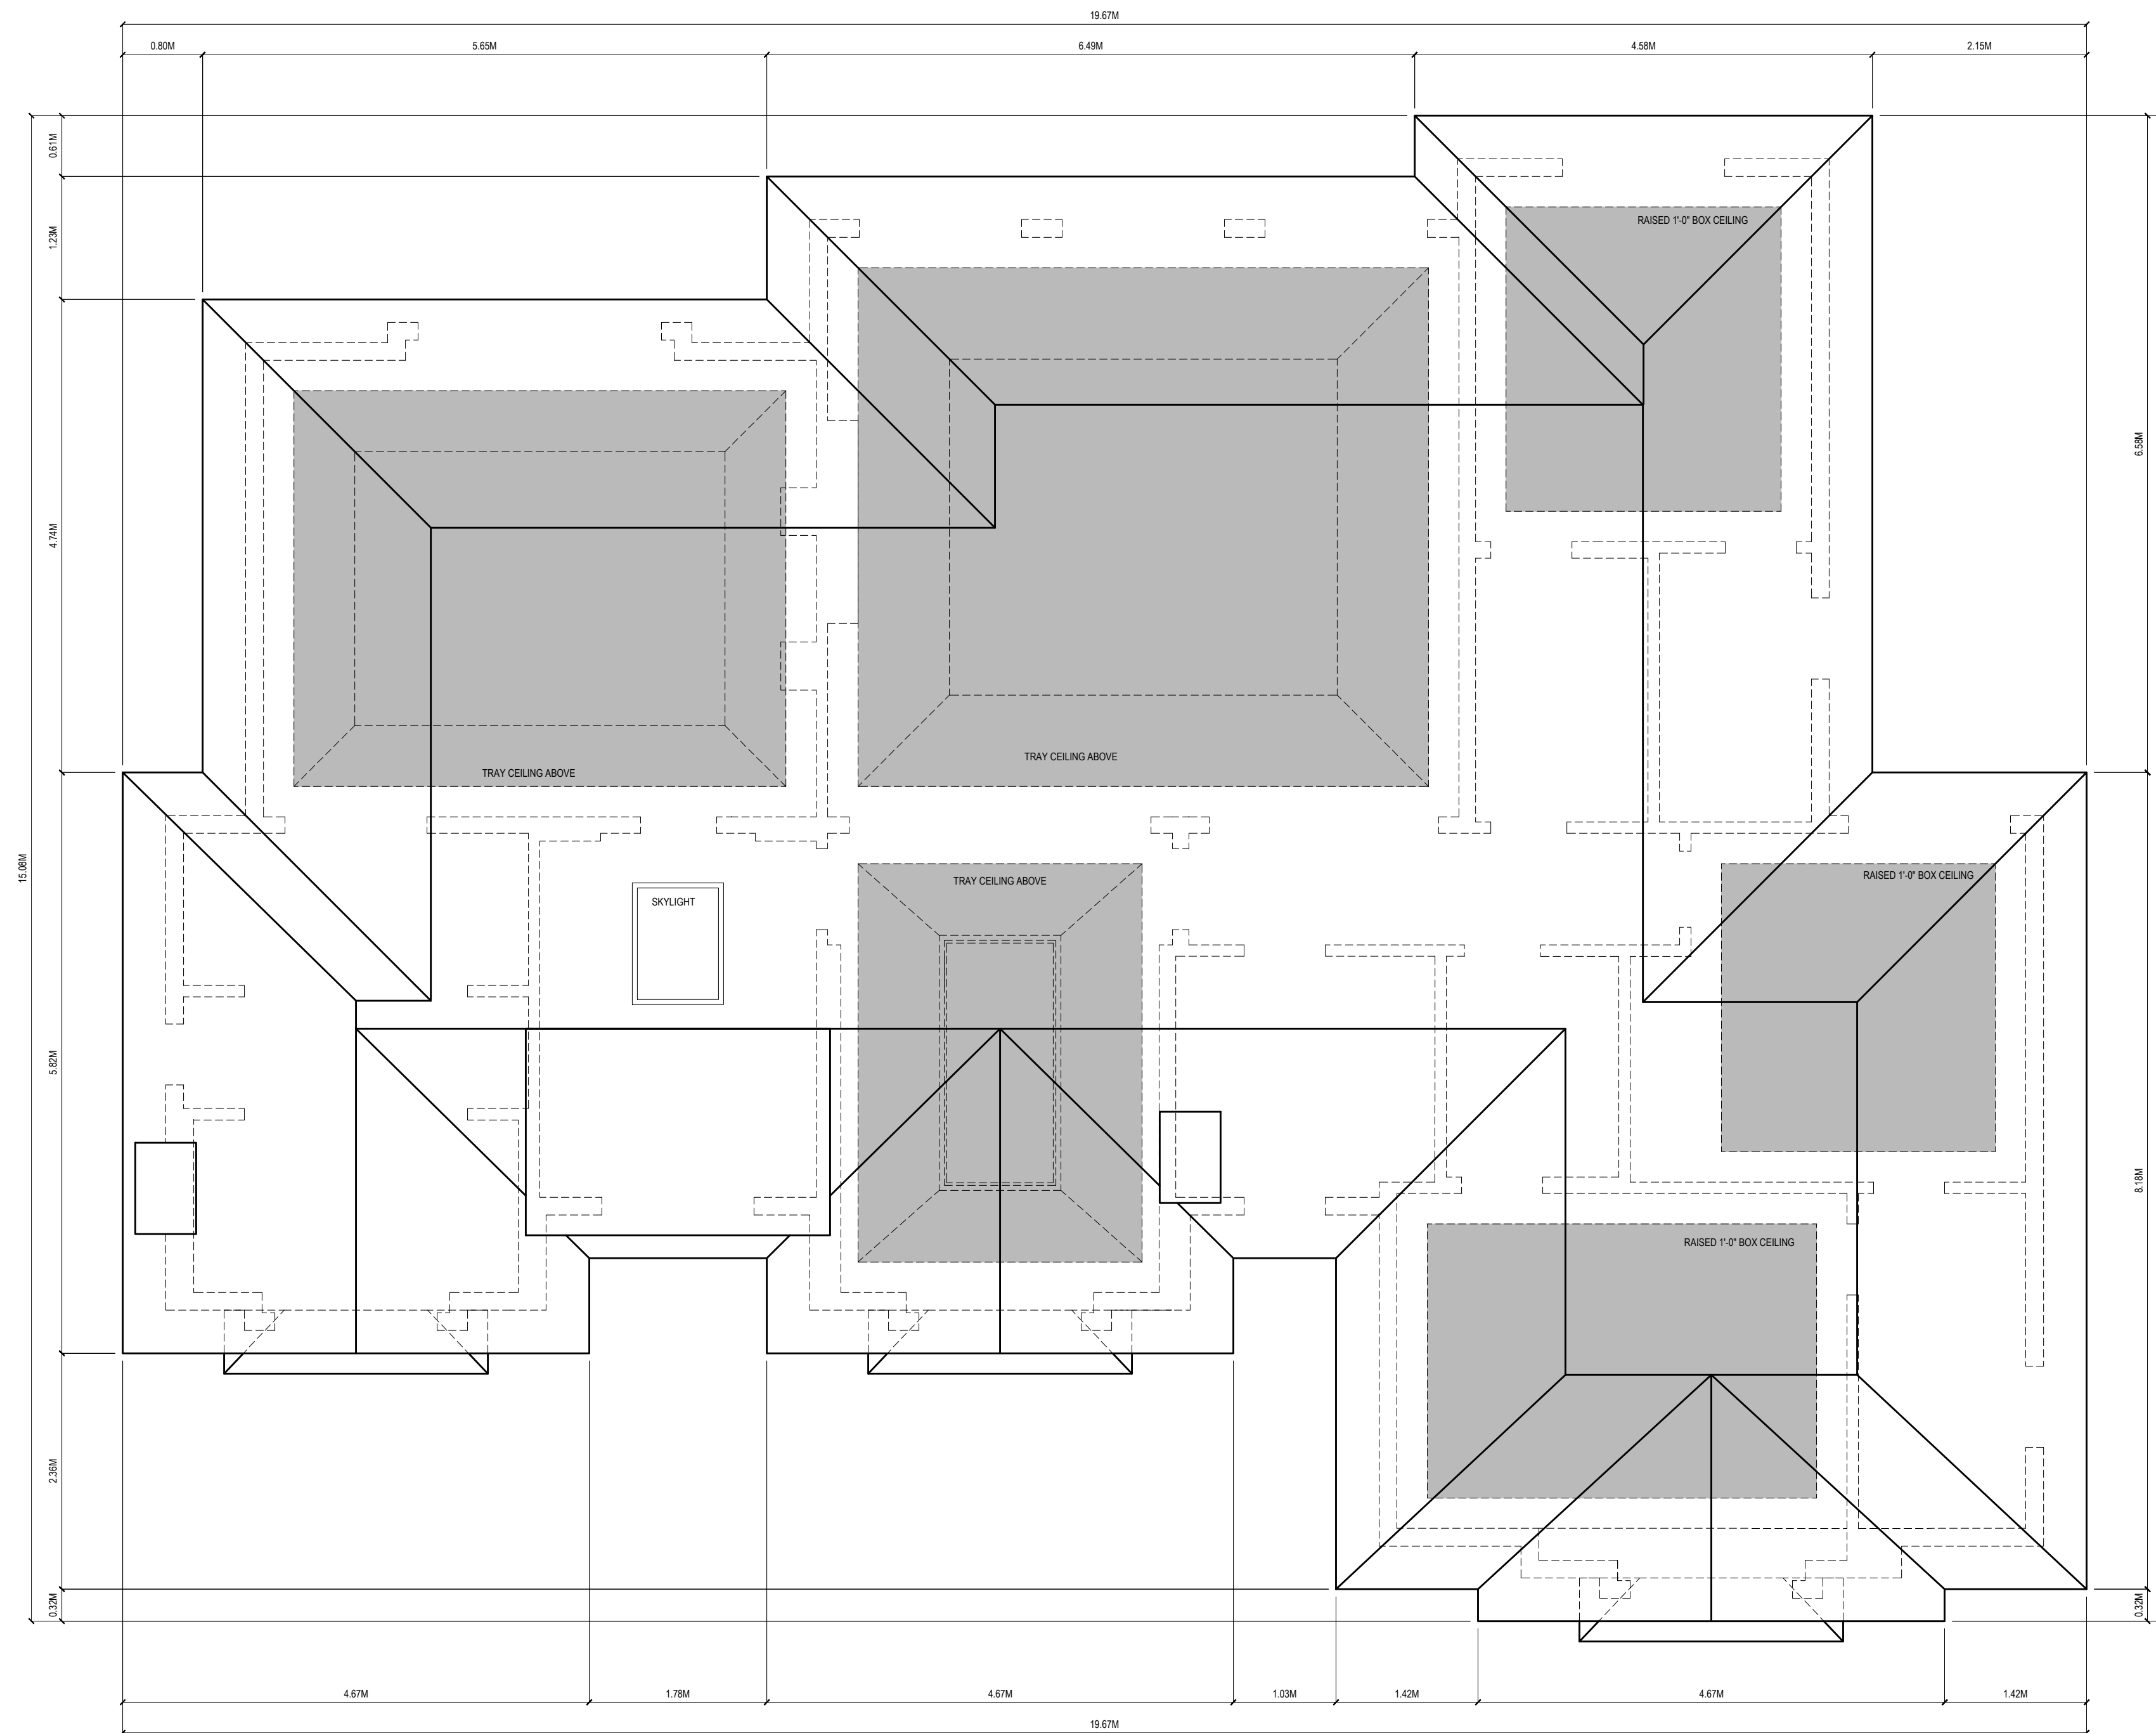 19.67M
0.80M
5.65M
6.49M
4.58M
2.15M
0.61M
1.23M
4.74M
5.82M
2.36M
0.32M
15.08M
6.58M
8.18M
0.32M
RAISED 1'-0" BOX CEILING
TRAY CEILING ABOVE
TRAY CEILING ABOVE
RAISED 1'-0" BOX CEILING
TRAY CEILING ABOVE
SKYLIGHT
RAISED 1'-0" BOX CEILING
4.67M
1.78M
4.67M
1.03M
1.42M
4.67M
1.42M
19.67M